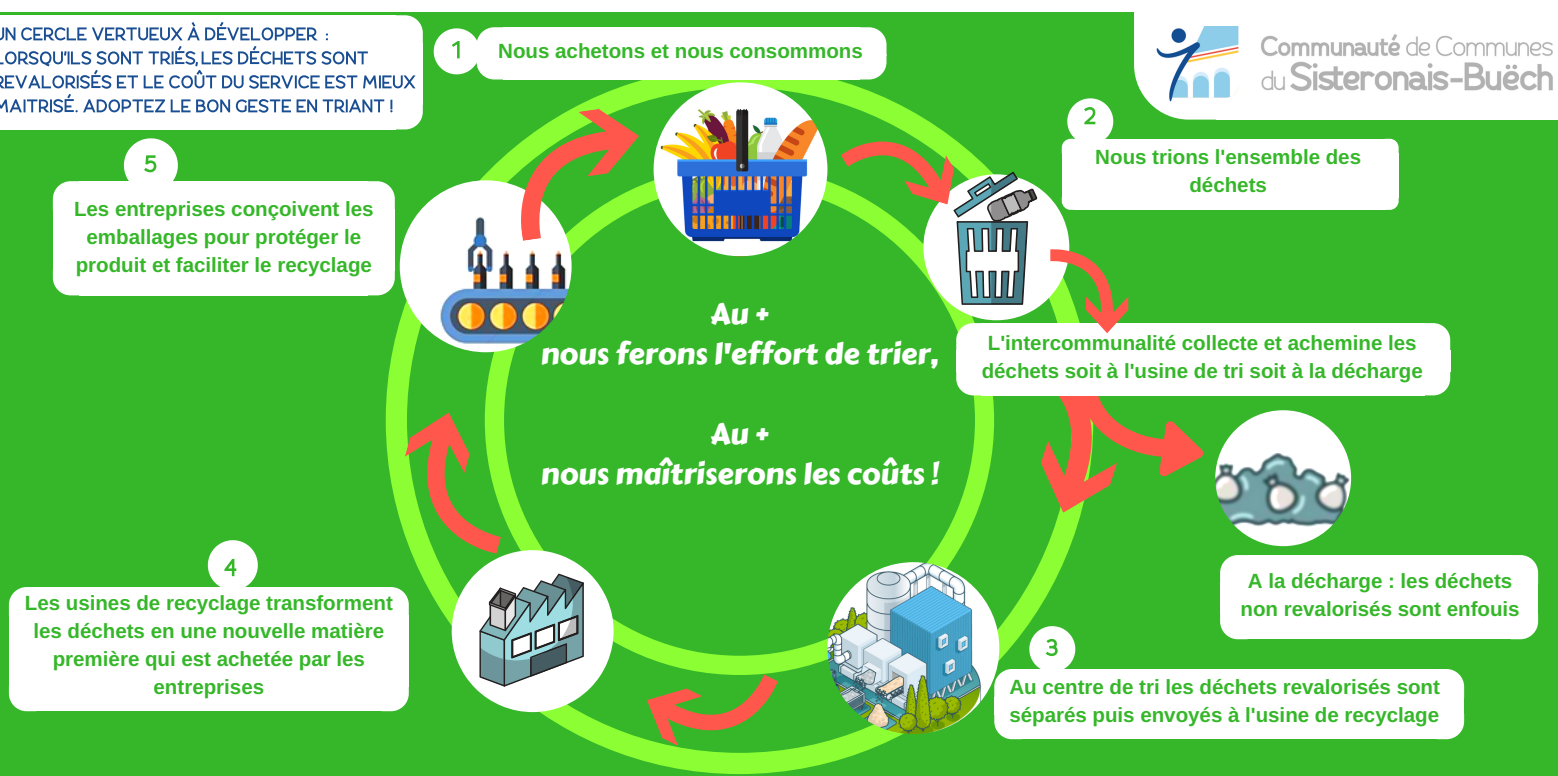 UN CERCLE VERTUEUX À DÉVELOPPER :
LORSQU'ILS SONT TRIÉS, LES DÉCHETS SONT
REVALORISÉS ET LE COÛT DU SERVICE EST MIEUX
MAITRISÉ. ADOPTEZ LE BON GESTE EN TRIANT !
Communauté de Communes
du Sisteronais-Buëch
1
Nous achetons et nous consommons
2
Nous trions l'ensemble des
déchets
L'intercommunalité collecte et achemine les
déchets soit à l'usine de tri soit à la décharge
A la décharge : les déchets
non revalorisés sont enfouis
3
Au centre de tri les déchets revalorisés sont
séparés puis envoyés à l'usine de recyclage
4
Les usines de recyclage transforment
les déchets en une nouvelle matière
première qui est achetée par les
entreprises
5
Les entreprises conçoivent les
emballages pour protéger le
produit et faciliter le recyclage
Au +
nous ferons l'effort de trier,
Au +
nous maîtriserons les coûts !